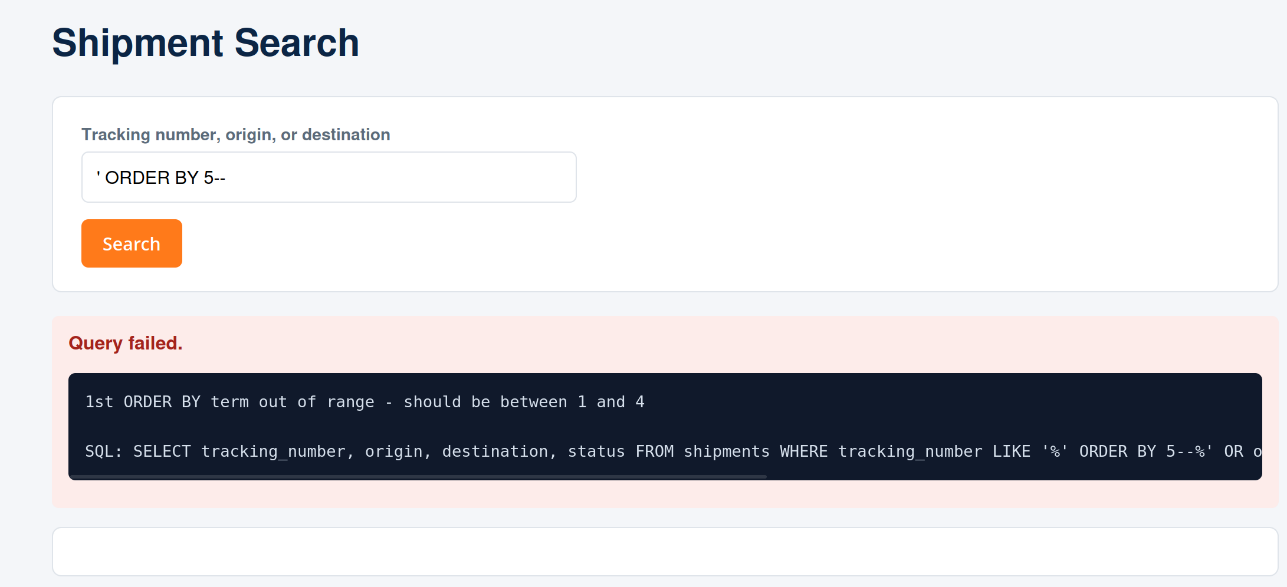 Shipment Search
Tracking number, origin, or destination
' ORDER BY 5--
Search
Query failed.
1st ORDER BY term out of range - should be between 1 and 4
SQL: SELECT tracking_number, origin, destination, status FROM shipments WHERE tracking_number LIKE '%' ORDER BY 5--%' OR o